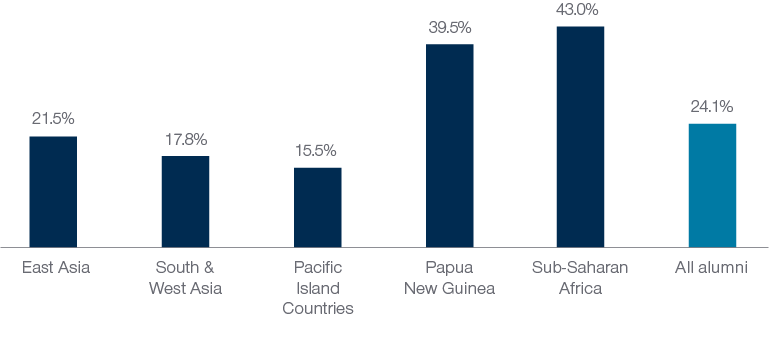 43.0%
39.5%
24.1%
21.5%
17.8%
15.5%
East Asia
South &
West Asia
Pacific
Island
Countries
Papua
New Guinea
Sub-Saharan
Africa
All alumni